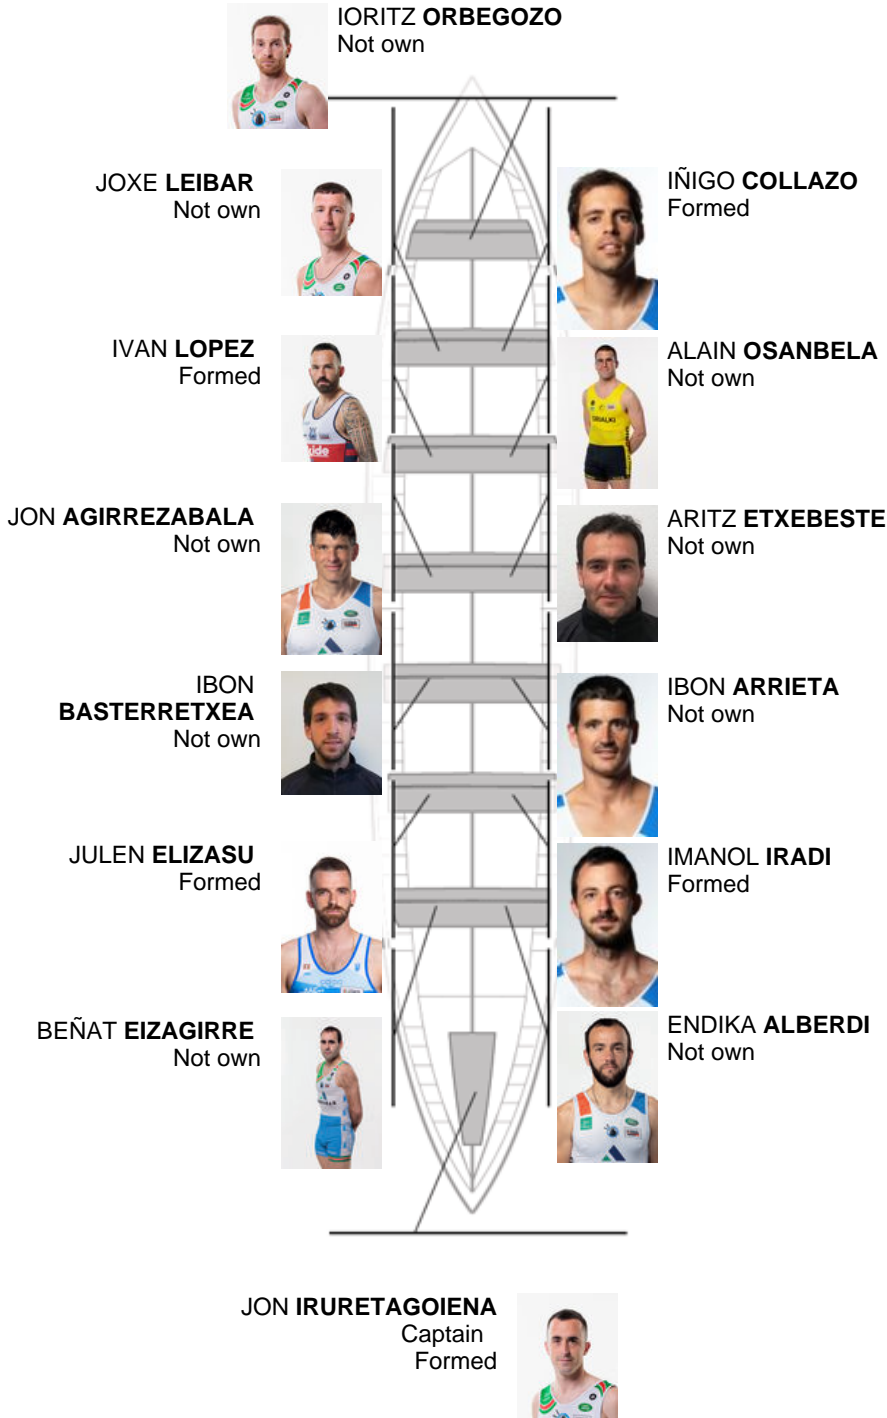 IORITZ ORBEGOZO
Not own
JOXE LEIBAR
Not own
IÑIGO COLLAZO
Formed
IVAN LOPEZ
Formed
ALAIN OSANBELA
Not own
JON AGIRREZABALA
Not own
ARITZ ETXEBESTE
Not own
IBON
BASTERRETXEA
Not own
IBON ARRIETA
Not own
JULEN ELIZASU
Formed
IMANOL IRADI
Formed
BEÑAT EIZAGIRRE
Not own
ENDIKA ALBERDI
Not own
JON IRURETAGOIENA
Captain
Formed